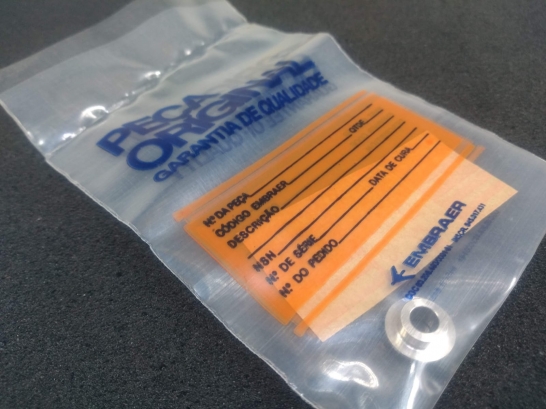 PEÇA
ORIGINAL
GARANTIA DE QUALIDADE
Nº DA PEÇA QTDE.
CÓDIGO EMBRAER
DESCRIÇÃO
NSN DATA DE CURA
Nº DE SÉRIE
Nº DO PEDIDO
EMBRAER